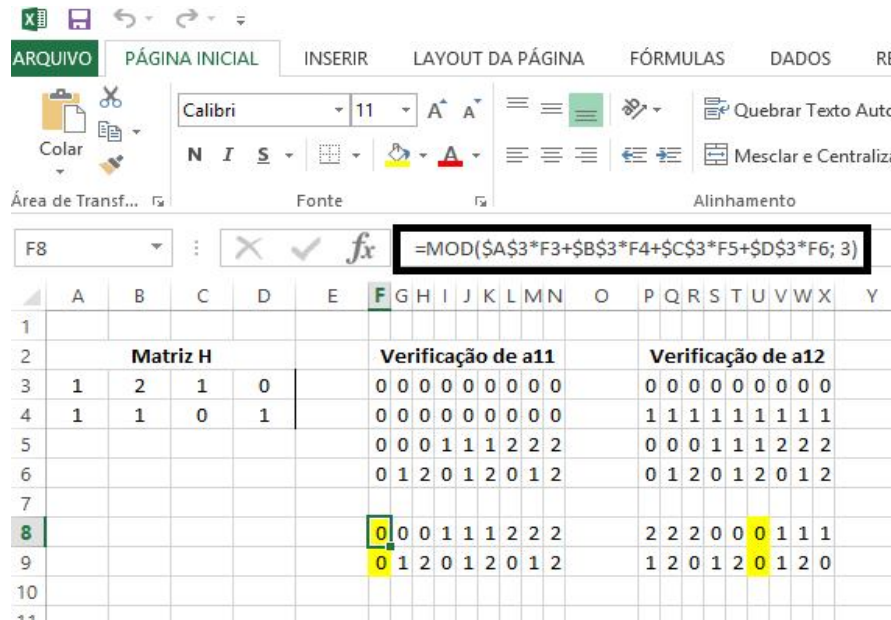 ARQUIVO PÁGINA INICIAL INSERIR LAYOUT DA PÁGINA FÓRMULAS DADOS RE
Colar
Calibri 11 A A Quebrar Texto Auto
N I S A Mesclar e Centraliza
Área de Transf... Fonte Alinhamento
F8 fx =MOD($A$3*F3+$B$3*F4+$C$3*F5+$D$3*F6; 3)
A B C D E F G H I J K L M N O P Q R S T U V W X Y
1
2 Matriz H Verificação de a11 Verificação de a12
3 1 2 1 0 0 0 0 0 0 0 0 0 0 0 0 0 0 0 0 0 0 0
4 1 1 0 1 0 0 0 0 0 0 0 0 0 1 1 1 1 1 1 1 1 1
5 0 0 0 1 1 1 2 2 2 0 0 0 1 1 1 2 2 2
6 0 1 2 0 1 2 0 1 2 0 1 2 0 1 2 0 1 2
7
8 0 0 0 1 1 1 2 2 2 2 2 2 0 0 0 1 1 1
9 0 1 2 0 1 2 0 1 2 1 2 0 1 2 0 1 2 0
10